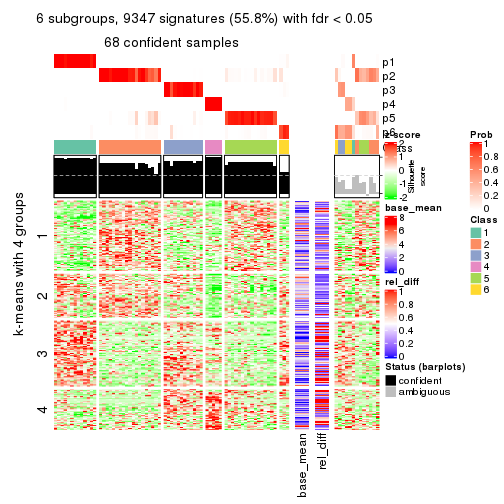 6 subgroups, 9347 signatures (55.8%) with fdr < 0.05
68 confident samples
p1
p2
p3
p4
p5
p6
Class
z-score
2
1
0
-1
-2
Silhouette
score
base_mean
8
6
4
2
0
rel_diff
1
0.8
0.6
0.4
0.2
0
Status (barplots)
confident
ambiguous
Prob
1
0.8
0.6
0.4
0.2
0
Class
1
2
3
4
5
6
k-means with 4 groups
1
2
3
4
base_mean
rel_diff